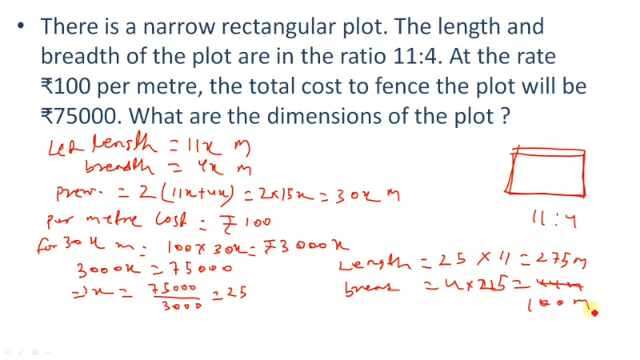 • There is a narrow rectangular plot. The length and
breadth of the plot are in the ratio 11:4. At the rate
₹100 per metre, the total cost to fence the plot will be
₹75000. What are the dimensions of the plot ?
Let length = 11x m
breadth = 4x m
= 2 (11x+4x) = 2×15x = 30x m
per metre cost = ₹100
for 30x m = 100 × 30x = ₹3000x
3000x = 75000
=> x = 75000/3000 = 25
11 : 4
Length = 25 × 11 = 275m
= 4 × 25 =
100 m